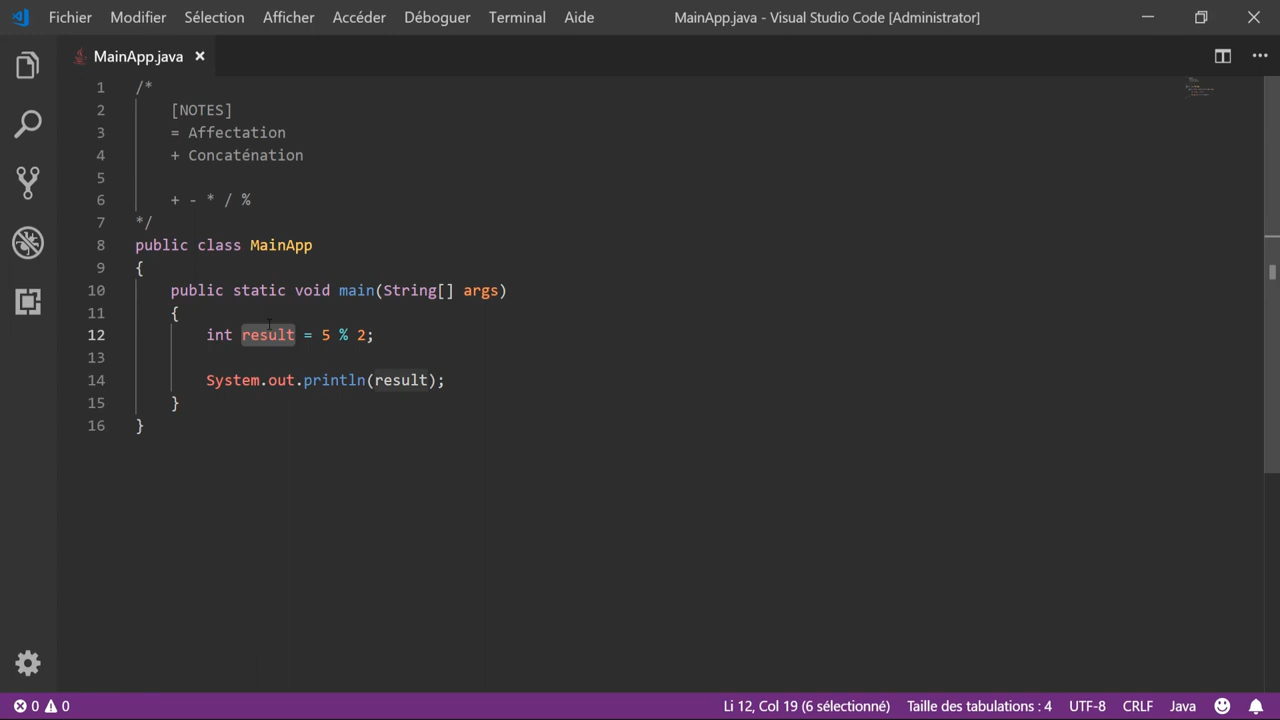 Fichier Modifier Sélection Afficher Accéder Déboguer Terminal Aide MainApp.java - Visual Studio Code [Administrator]
MainApp.java
1 /*
2 [NOTES]
3 = Affectation
4 + Concaténation
5
6 + - * / %
7 */
8 public class MainApp
9 {
10 public static void main(String[] args)
11 {
12 int result = 5 % 2;
13
14 System.out.println(result);
15 }
16 }
0 0 Li 12, Col 19 (6 sélectionné) Taille des tabulations : 4 UTF-8 CRLF Java